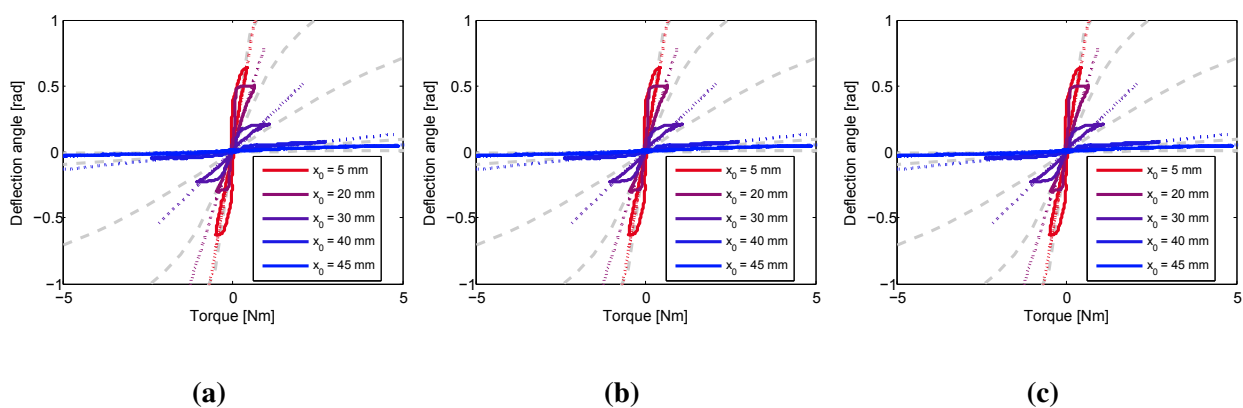 1
0.5
0
−0.5
−1
−5
0
5
Deflection angle [rad]
Torque [Nm]
x0 = 5 mm
x0 = 20 mm
x0 = 30 mm
x0 = 40 mm
x0 = 45 mm
(a)
1
0.5
0
−0.5
−1
−5
0
5
Deflection angle [rad]
Torque [Nm]
x0 = 5 mm
x0 = 20 mm
x0 = 30 mm
x0 = 40 mm
x0 = 45 mm
(b)
1
0.5
0
−0.5
−1
−5
0
5
Deflection angle [rad]
Torque [Nm]
x0 = 5 mm
x0 = 20 mm
x0 = 30 mm
x0 = 40 mm
x0 = 45 mm
(c)